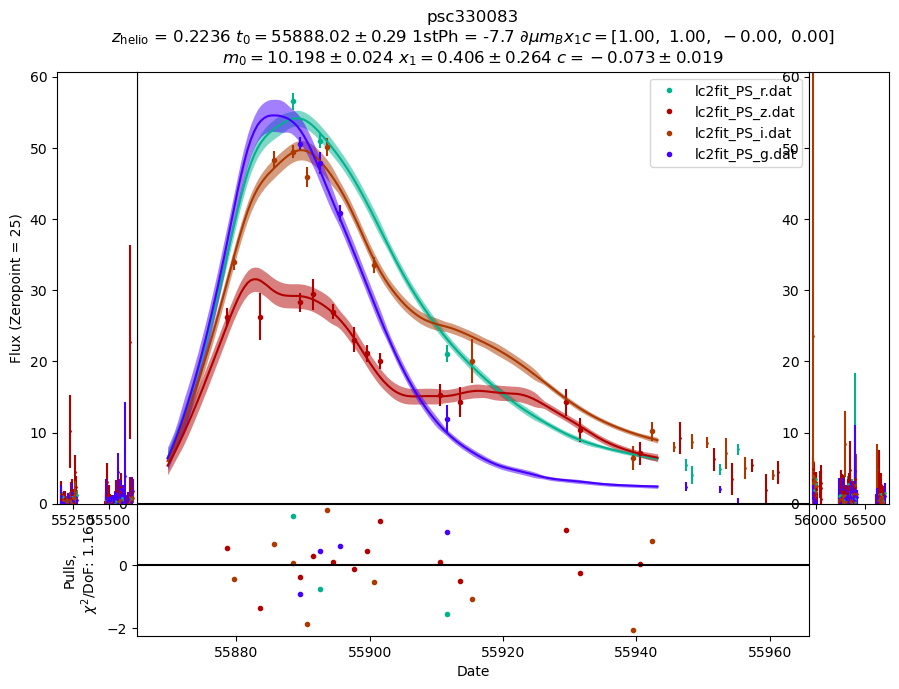 psc330083
z_helio = 0.2236 t_0 = 55888.02 ± 0.29 1stPh = -7.7 ∂μm_Bx_1c = [1.00, 1.00, −0.00, 0.00]
m_0 = 10.198 ± 0.024 x_1 = 0.406 ± 0.264 c = −0.073 ± 0.019
lc2fit_PS_r.dat
lc2fit_PS_z.dat
lc2fit_PS_i.dat
lc2fit_PS_g.dat
Flux (Zeropoint = 25)
60
50
40
30
20
10
0
60
50
40
30
20
10
0
55250
55500
56000
56500
Pulls,
χ²/DoF: 1.16
0
−2
55880
55900
55920
55940
55960
Date